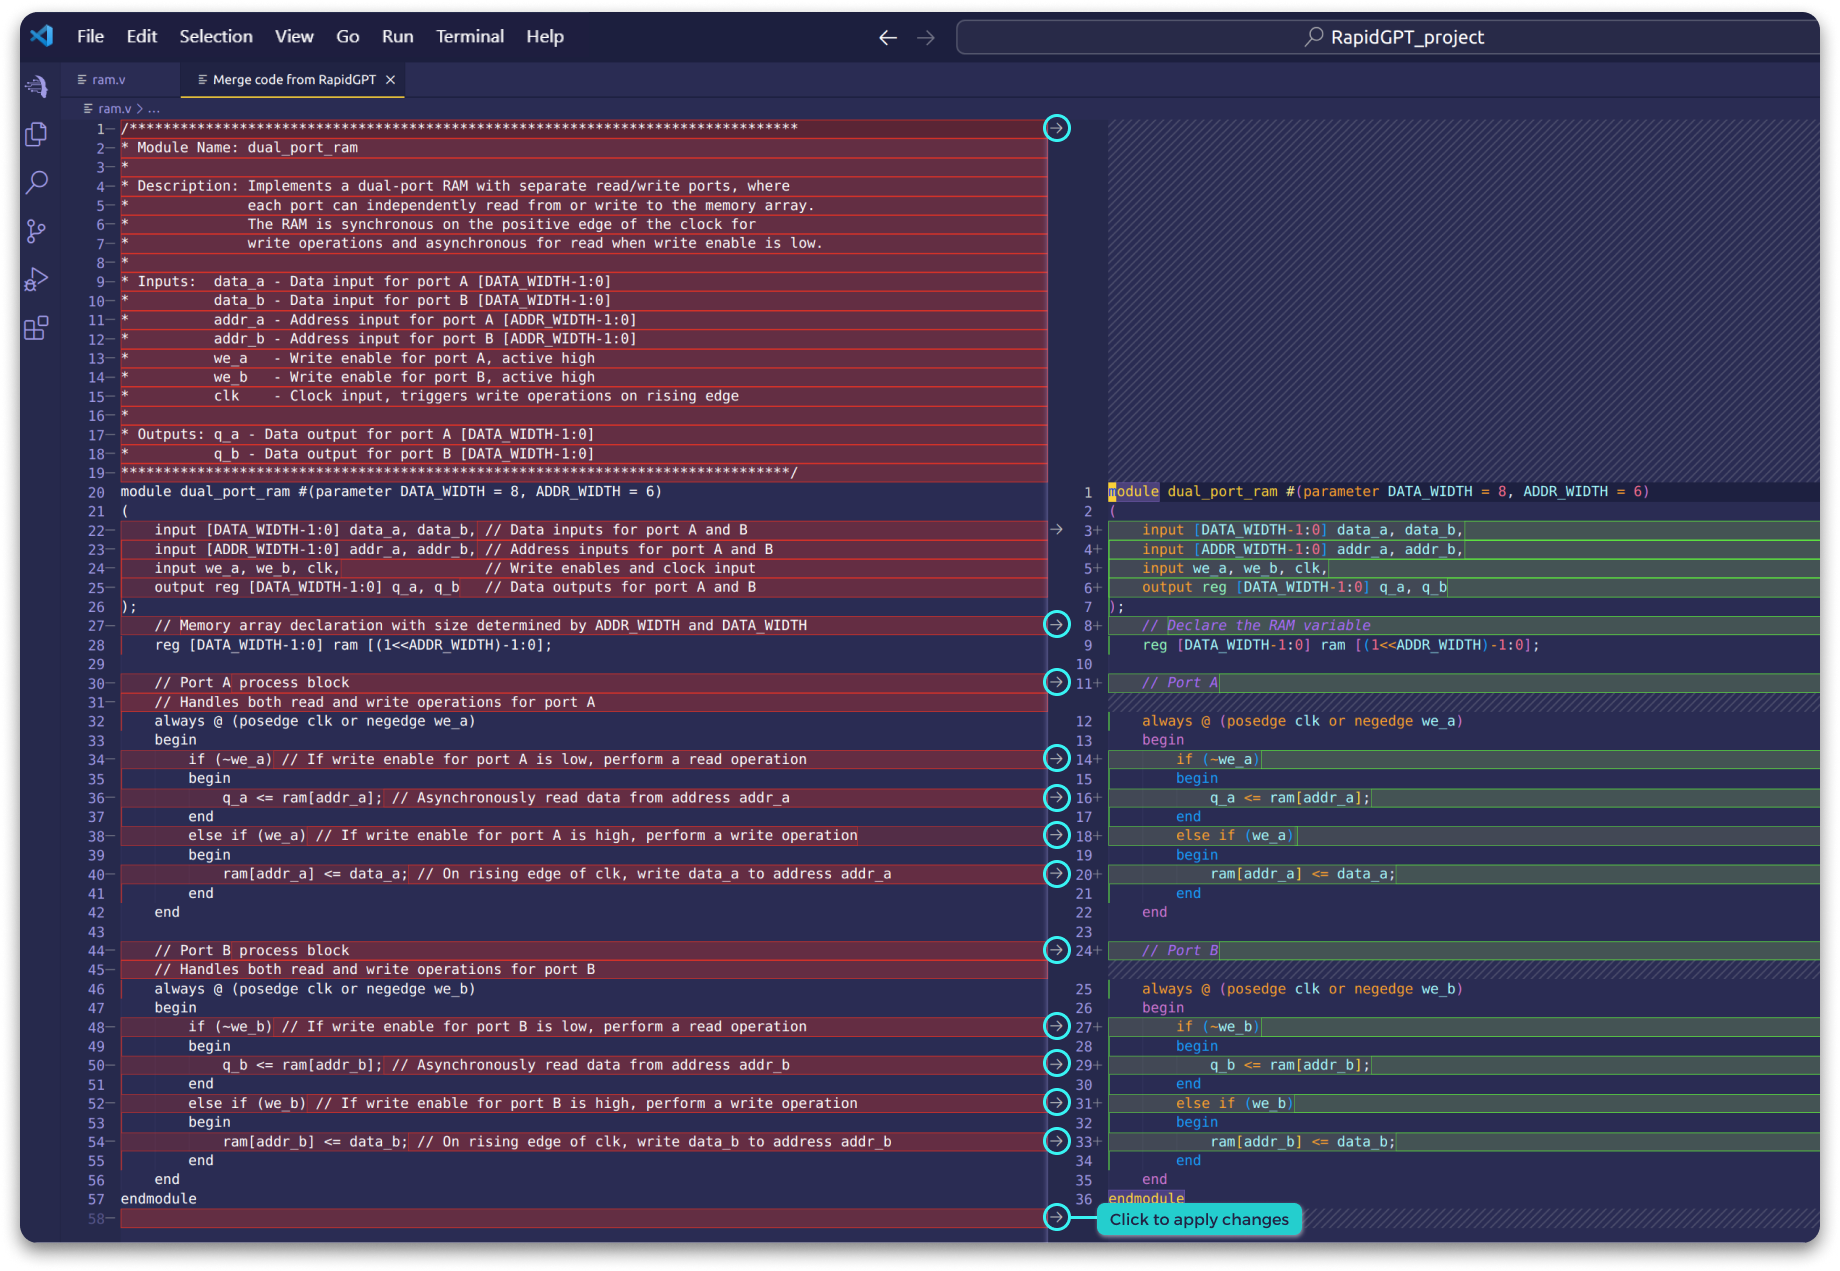 File Edit Selection View Go Run Terminal Help
RapidGPT_project
ram.v
Merge code from RapidGPT
ram.v > ...
1 /*******************************************************************************
2 * Module Name: dual_port_ram
3 *
4 * Description: Implements a dual-port RAM with separate read/write ports, where
5 *              each port can independently read from or write to the memory array.
6 *              The RAM is synchronous on the positive edge of the clock for
7 *              write operations and asynchronous for read when write enable is low.
8 *
9 * Inputs:  data_a - Data input for port A [DATA_WIDTH-1:0]
10 *          data_b - Data input for port B [DATA_WIDTH-1:0]
11 *          addr_a - Address input for port A [ADDR_WIDTH-1:0]
12 *          addr_b - Address input for port B [ADDR_WIDTH-1:0]
13 *          we_a   - Write enable for port A, active high
14 *          we_b   - Write enable for port B, active high
15 *          clk    - Clock input, triggers write operations on rising edge
16 *
17 * Outputs: q_a - Data output for port A [DATA_WIDTH-1:0]
18 *          q_b - Data output for port B [DATA_WIDTH-1:0]
19 *******************************************************************************/
20 module dual_port_ram #(parameter DATA_WIDTH = 8, ADDR_WIDTH = 6)
21 (
22     input [DATA_WIDTH-1:0] data_a, data_b, // Data inputs for port A and B
23     input [ADDR_WIDTH-1:0] addr_a, addr_b, // Address inputs for port A and B
24     input we_a, we_b, clk,                 // Write enables and clock input
25     output reg [DATA_WIDTH-1:0] q_a, q_b   // Data outputs for port A and B
26 );
27     // Memory array declaration with size determined by ADDR_WIDTH and DATA_WIDTH
28     reg [DATA_WIDTH-1:0] ram [(1<<ADDR_WIDTH)-1:0];
29
30     // Port A process block
31     // Handles both read and write operations for port A
32     always @ (posedge clk or negedge we_a)
33     begin
34         if (~we_a) // If write enable for port A is low, perform a read operation
35         begin
36             q_a <= ram[addr_a]; // Asynchronously read data from address addr_a
37         end
38         else if (we_a) // If write enable for port A is high, perform a write operation
39         begin
40             ram[addr_a] <= data_a; // On rising edge of clk, write data_a to address addr_a
41         end
42     end
43
44     // Port B process block
45     // Handles both read and write operations for port B
46     always @ (posedge clk or negedge we_b)
47     begin
48         if (~we_b) // If write enable for port B is low, perform a read operation
49         begin
50             q_b <= ram[addr_b]; // Asynchronously read data from address addr_b
51         end
52         else if (we_b) // If write enable for port B is high, perform a write operation
53         begin
54             ram[addr_b] <= data_b; // On rising edge of clk, write data_b to address addr_b
55         end
56     end
57 endmodule
58
1 module dual_port_ram #(parameter DATA_WIDTH = 8, ADDR_WIDTH = 6)
2 (
3+     input [DATA_WIDTH-1:0] data_a, data_b,
4+     input [ADDR_WIDTH-1:0] addr_a, addr_b,
5+     input we_a, we_b, clk,
6+     output reg [DATA_WIDTH-1:0] q_a, q_b
7 );
8+     // Declare the RAM variable
9     reg [DATA_WIDTH-1:0] ram [(1<<ADDR_WIDTH)-1:0];
10
11+     // Port A
12     always @ (posedge clk or negedge we_a)
13     begin
14+         if (~we_a)
15         begin
16+             q_a <= ram[addr_a];
17         end
18+         else if (we_a)
19         begin
20+             ram[addr_a] <= data_a;
21         end
22     end
23
24+     // Port B
25     always @ (posedge clk or negedge we_b)
26     begin
27+         if (~we_b)
28         begin
29+             q_b <= ram[addr_b];
30         end
31+         else if (we_b)
32         begin
33+             ram[addr_b] <= data_b;
34         end
35     end
36 endmodule
Click to apply changes